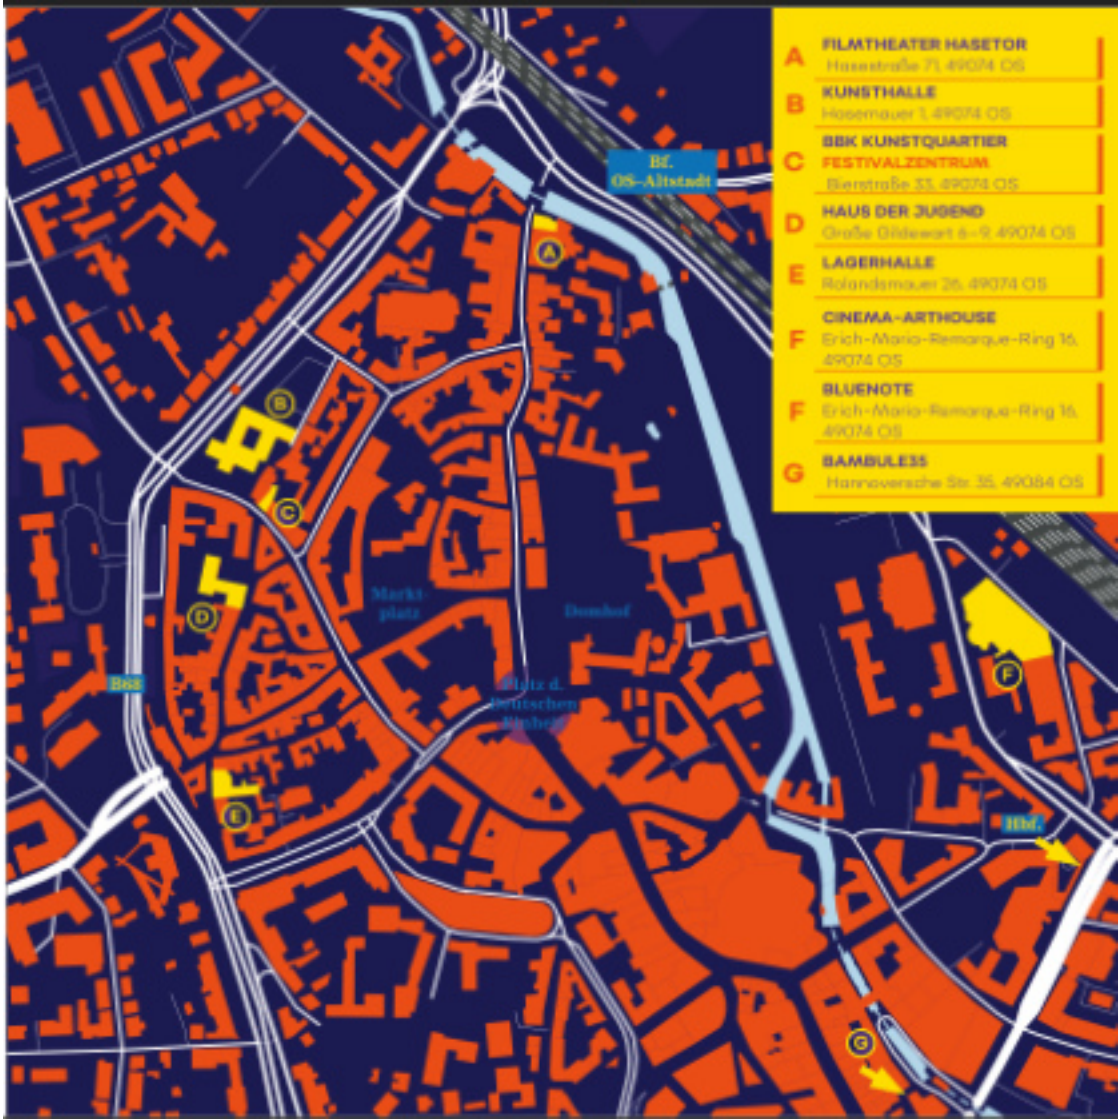 A FILMTHEATER HASETOR
Hasestraße 71, 49074 OS
B KUNSTHALLE
Hasemauer 1, 49074 OS
C BBK KUNSTQUARTIER
FESTIVALZENTRUM
Bierstraße 33, 49074 OS
D HAUS DER JUGEND
Große Gildewart 6-9, 49074 OS
E LAGERHALLE
Rolandsmauer 26, 49074 OS
F CINEMA-ARTHOUSE
Erich-Maria-Remarque-Ring 16,
49074 OS
F BLUENOTE
Erich-Maria-Remarque-Ring 16,
49074 OS
G BAMBULE35
Hannoversche Str. 35, 49084 OS
Bf.
OS-Altstadt
A
B
C
Markt-
platz
Domhof
D
F
B68
Platz d.
Deutschen
Einheit
E
Hbf.
G